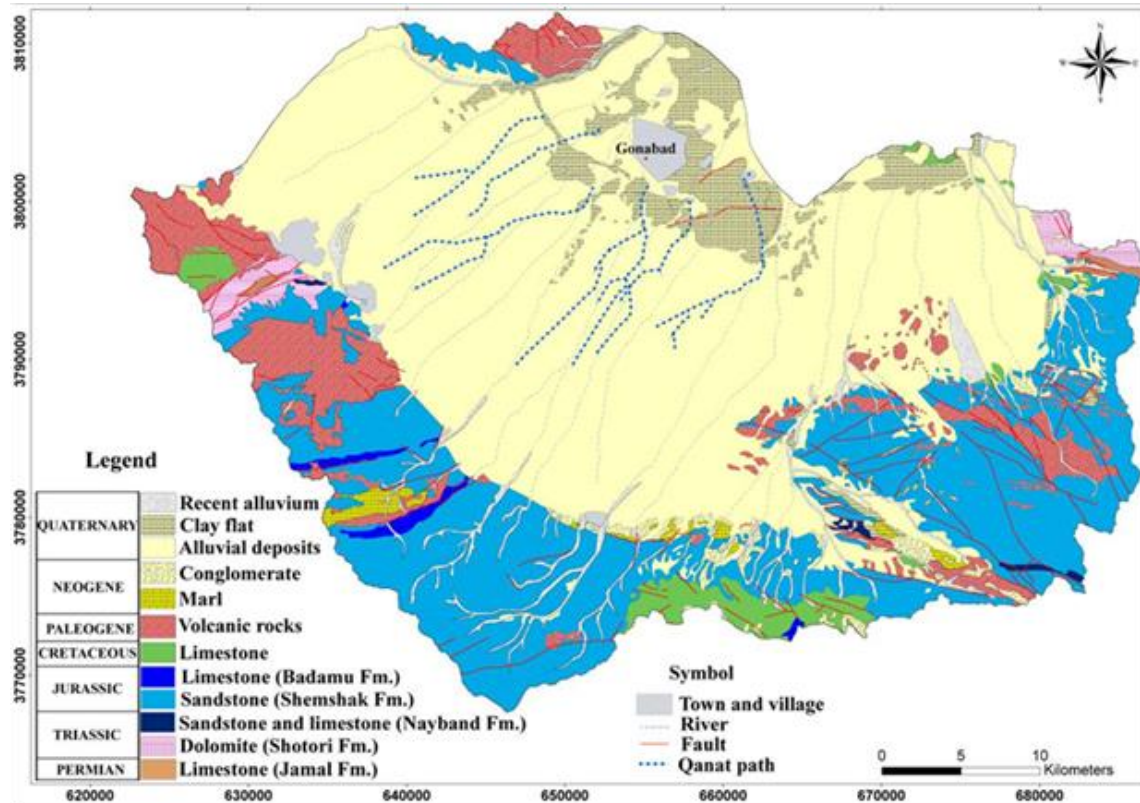 3810000
3800000
3790000
3780000
3770000
N
W
E
S
Gonabad
Legend
QUATERNARY
Recent alluvium
Clay flat
Alluvial deposits
NEOGENE
Conglomerate
Marl
PALEOGENE
Volcanic rocks
CRETACEOUS
Limestone
JURASSIC
Limestone (Badamu Fm.)
Sandstone (Shemshak Fm.)
TRIASSIC
Sandstone and limestone (Nayband Fm.)
Dolomite (Shotori Fm.)
PERMIAN
Limestone (Jamal Fm.)
Symbol
Town and village
River
Fault
Qanat path
0 5 10
Kilometers
620000 630000 640000 650000 660000 670000 680000